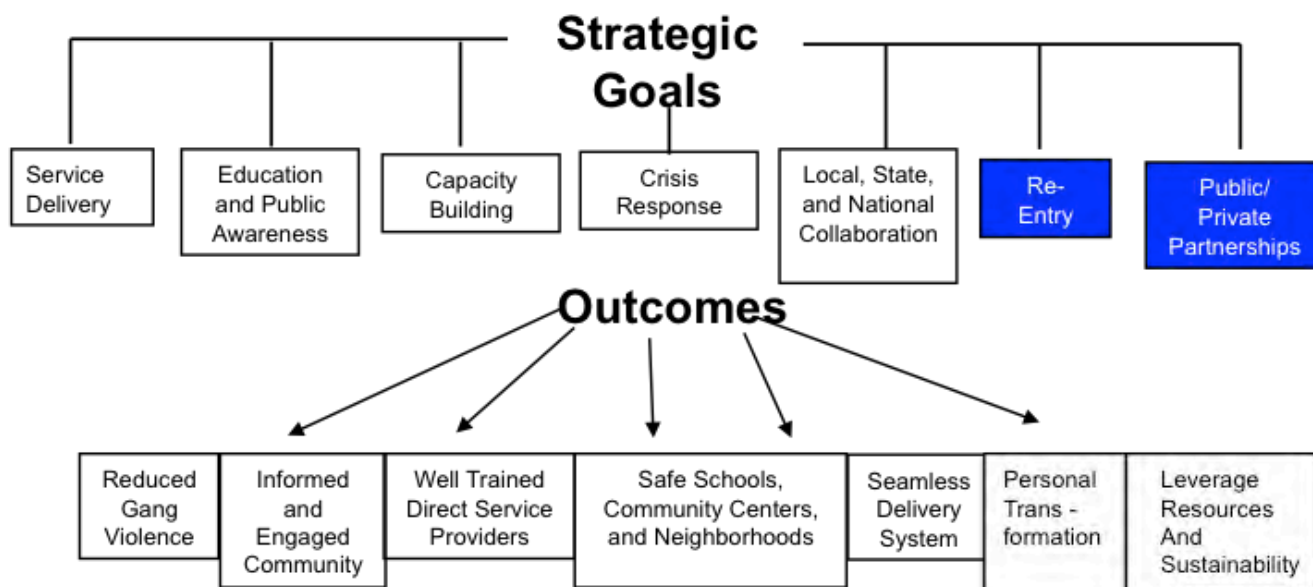 Strategic
Goals
Service
Delivery
Education
and Public
Awareness
Capacity
Building
Crisis
Response
Local, State,
and National
Collaboration
Re-
Entry
Public/
Private
Partnerships
Outcomes
Reduced
Gang
Violence
Informed
and
Engaged
Community
Well Trained
Direct Service
Providers
Safe Schools,
Community Centers,
and Neighborhoods
Seamless
Delivery
System
Personal
Trans -
formation
Leverage
Resources
And
Sustainability